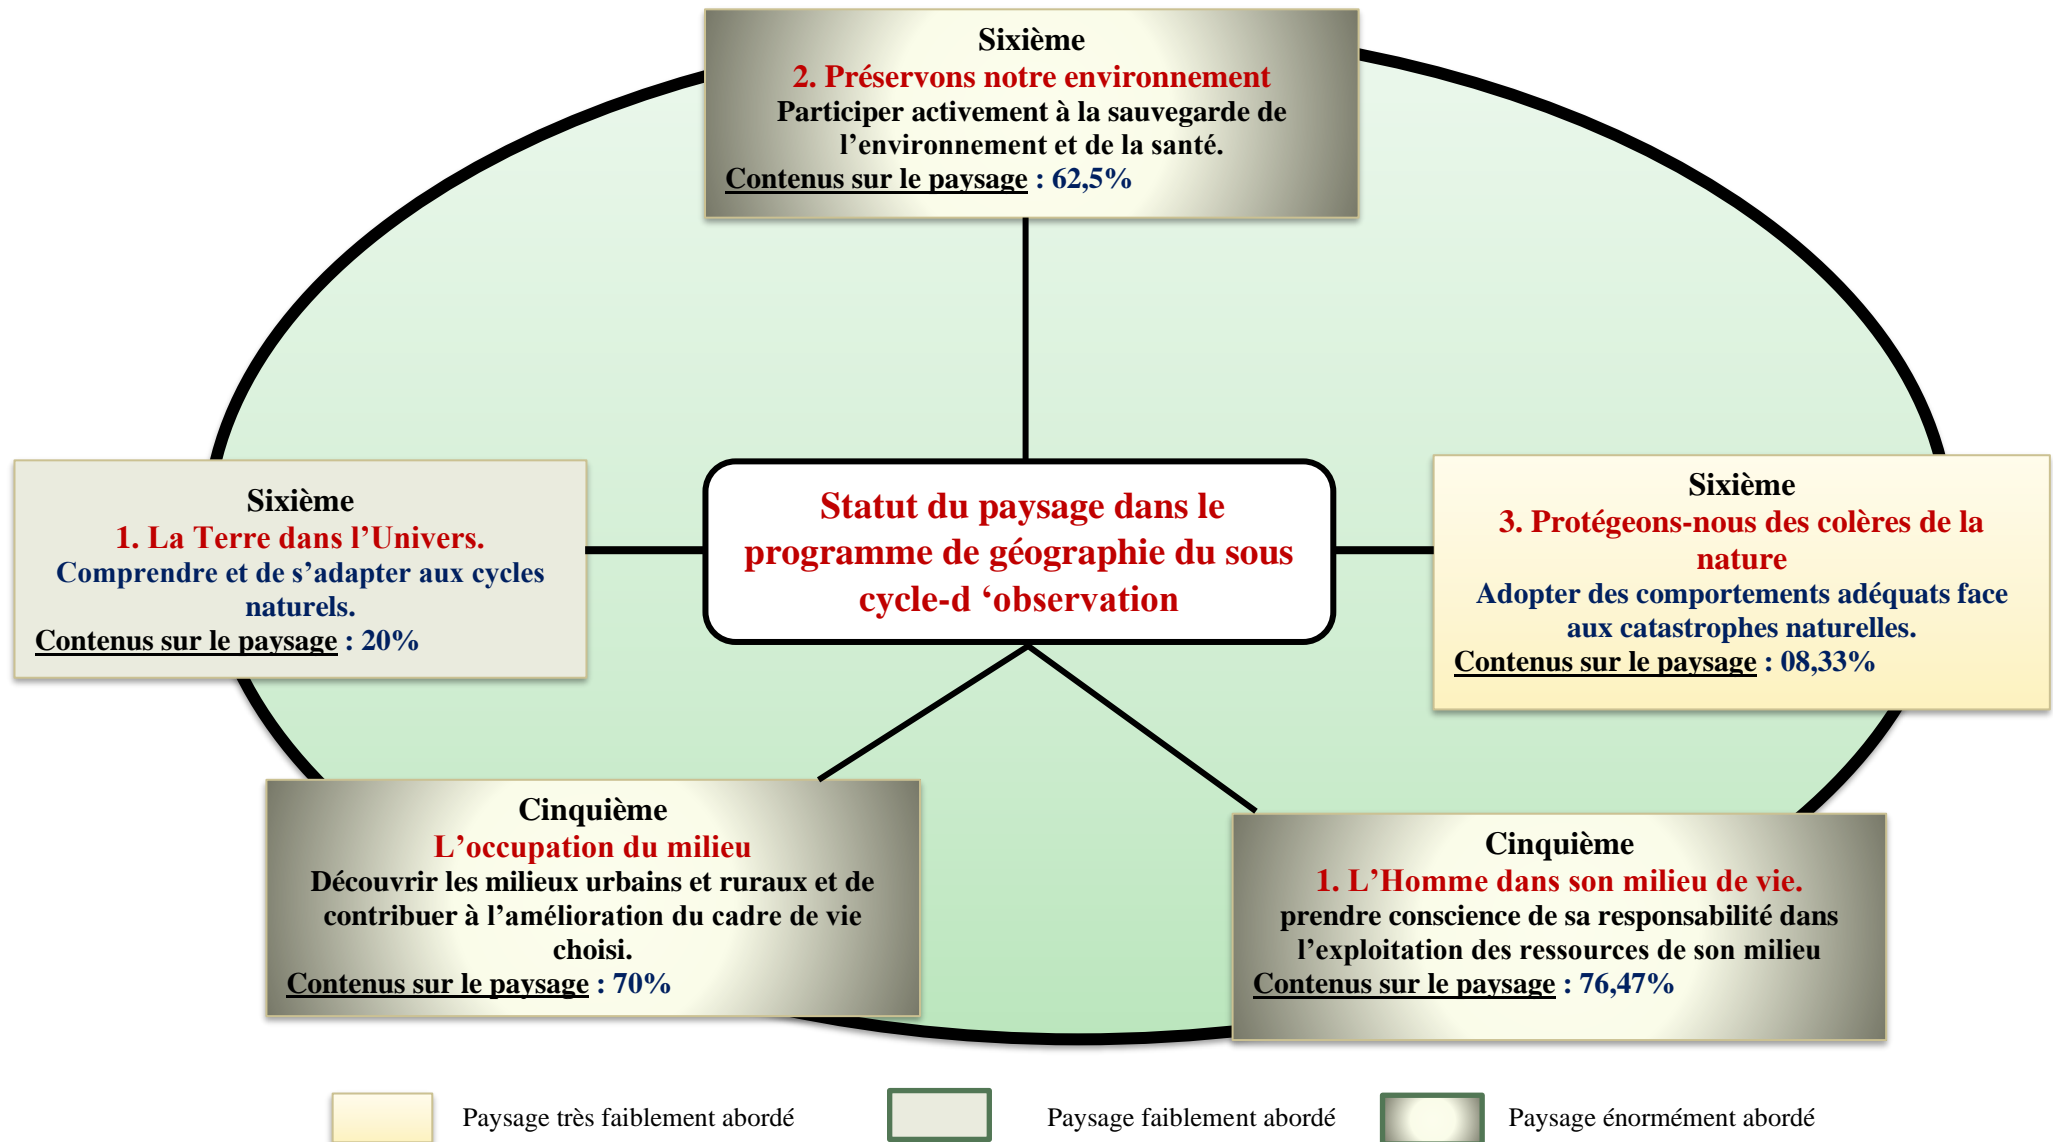 Sixième
2. Préservons notre environnement
Participer activement à la sauvegarde de
l’environnement et de la santé.
Contenus sur le paysage : 62,5%
Sixième
1. La Terre dans l’Univers.
Comprendre et de s’adapter aux cycles
naturels.
Contenus sur le paysage : 20%
Statut du paysage dans le
programme de géographie du sous
cycle-d ‘observation
Sixième
3. Protégeons-nous des colères de la
nature
Adopter des comportements adéquats face
aux catastrophes naturelles.
Contenus sur le paysage : 08,33%
Cinquième
L’occupation du milieu
Découvrir les milieux urbains et ruraux et de
contribuer à l’amélioration du cadre de vie
choisi.
Contenus sur le paysage : 70%
Cinquième
1. L’Homme dans son milieu de vie.
prendre conscience de sa responsabilité dans
l’exploitation des ressources de son milieu
Contenus sur le paysage : 76,47%
Paysage très faiblement abordé
Paysage faiblement abordé
Paysage énormément abordé